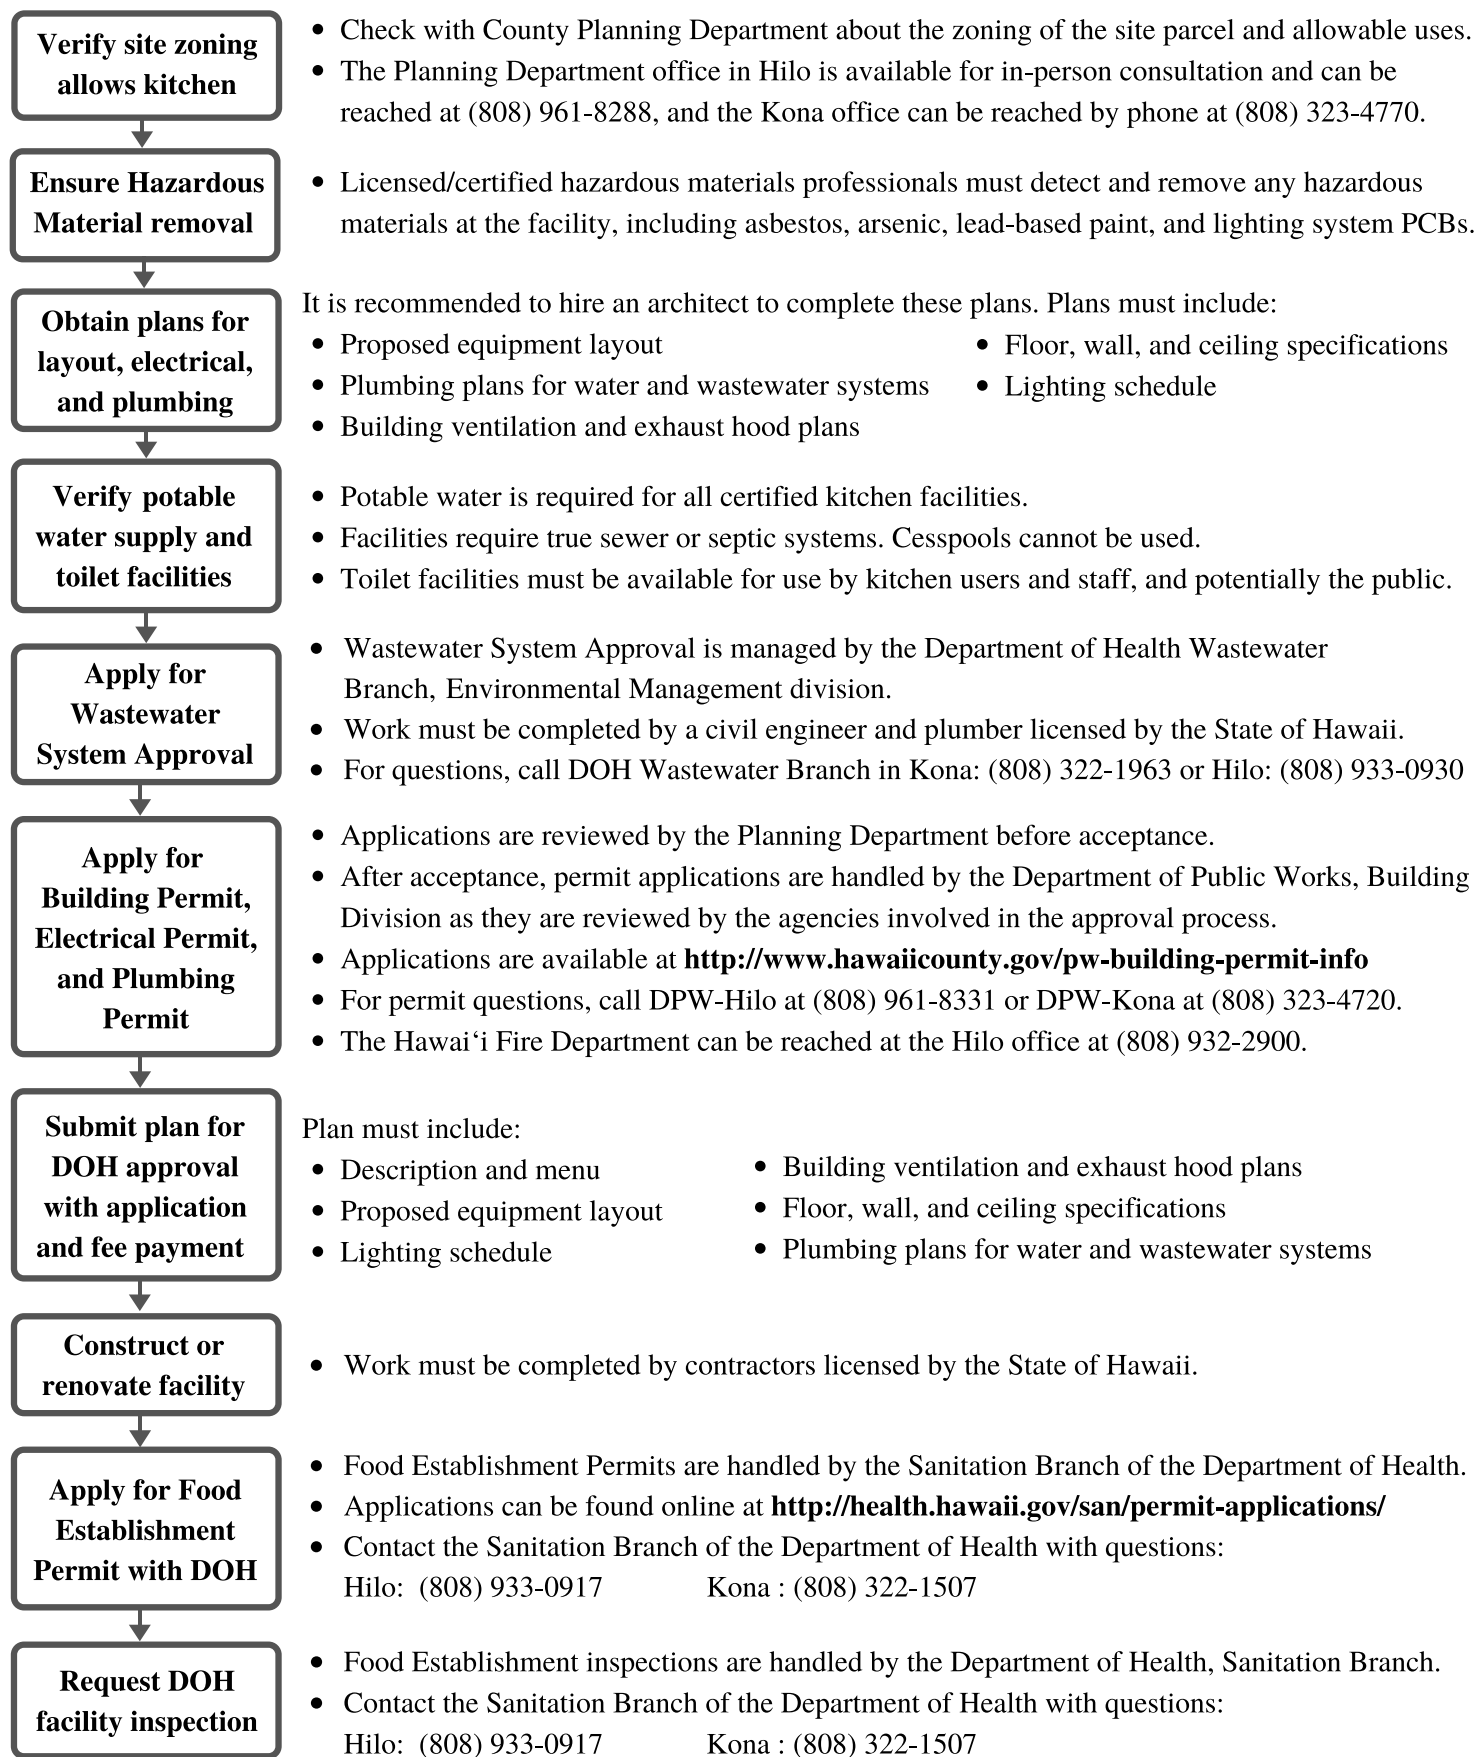 Verify site zoning
allows kitchen
• Check with County Planning Department about the zoning of the site parcel and allowable uses.
• The Planning Department office in Hilo is available for in-person consultation and can be
reached at (808) 961-8288, and the Kona office can be reached by phone at (808) 323-4770.
Ensure Hazardous
Material removal
• Licensed/certified hazardous materials professionals must detect and remove any hazardous
materials at the facility, including asbestos, arsenic, lead-based paint, and lighting system PCBs.
Obtain plans for
layout, electrical,
and plumbing
It is recommended to hire an architect to complete these plans. Plans must include:
• Proposed equipment layout
• Plumbing plans for water and wastewater systems
• Building ventilation and exhaust hood plans
• Floor, wall, and ceiling specifications
• Lighting schedule
Verify potable
water supply and
toilet facilities
• Potable water is required for all certified kitchen facilities.
• Facilities require true sewer or septic systems. Cesspools cannot be used.
• Toilet facilities must be available for use by kitchen users and staff, and potentially the public.
Apply for
Wastewater
System Approval
• Wastewater System Approval is managed by the Department of Health Wastewater
Branch, Environmental Management division.
• Work must be completed by a civil engineer and plumber licensed by the State of Hawaii.
• For questions, call DOH Wastewater Branch in Kona: (808) 322-1963 or Hilo: (808) 933-0930
Apply for
Building Permit,
Electrical Permit,
and Plumbing
Permit
• Applications are reviewed by the Planning Department before acceptance.
• After acceptance, permit applications are handled by the Department of Public Works, Building
Division as they are reviewed by the agencies involved in the approval process.
• Applications are available at http://www.hawaiicounty.gov/pw-building-permit-info
• For permit questions, call DPW-Hilo at (808) 961-8331 or DPW-Kona at (808) 323-4720.
• The Hawai‘i Fire Department can be reached at the Hilo office at (808) 932-2900.
Submit plan for
DOH approval
with application
and fee payment
Plan must include:
• Description and menu
• Proposed equipment layout
• Lighting schedule
• Building ventilation and exhaust hood plans
• Floor, wall, and ceiling specifications
• Plumbing plans for water and wastewater systems
Construct or
renovate facility
• Work must be completed by contractors licensed by the State of Hawaii.
Apply for Food
Establishment
Permit with DOH
• Food Establishment Permits are handled by the Sanitation Branch of the Department of Health.
• Applications can be found online at http://health.hawaii.gov/san/permit-applications/
• Contact the Sanitation Branch of the Department of Health with questions:
Hilo: (808) 933-0917 Kona : (808) 322-1507
Request DOH
facility inspection
• Food Establishment inspections are handled by the Department of Health, Sanitation Branch.
• Contact the Sanitation Branch of the Department of Health with questions:
Hilo: (808) 933-0917 Kona : (808) 322-1507